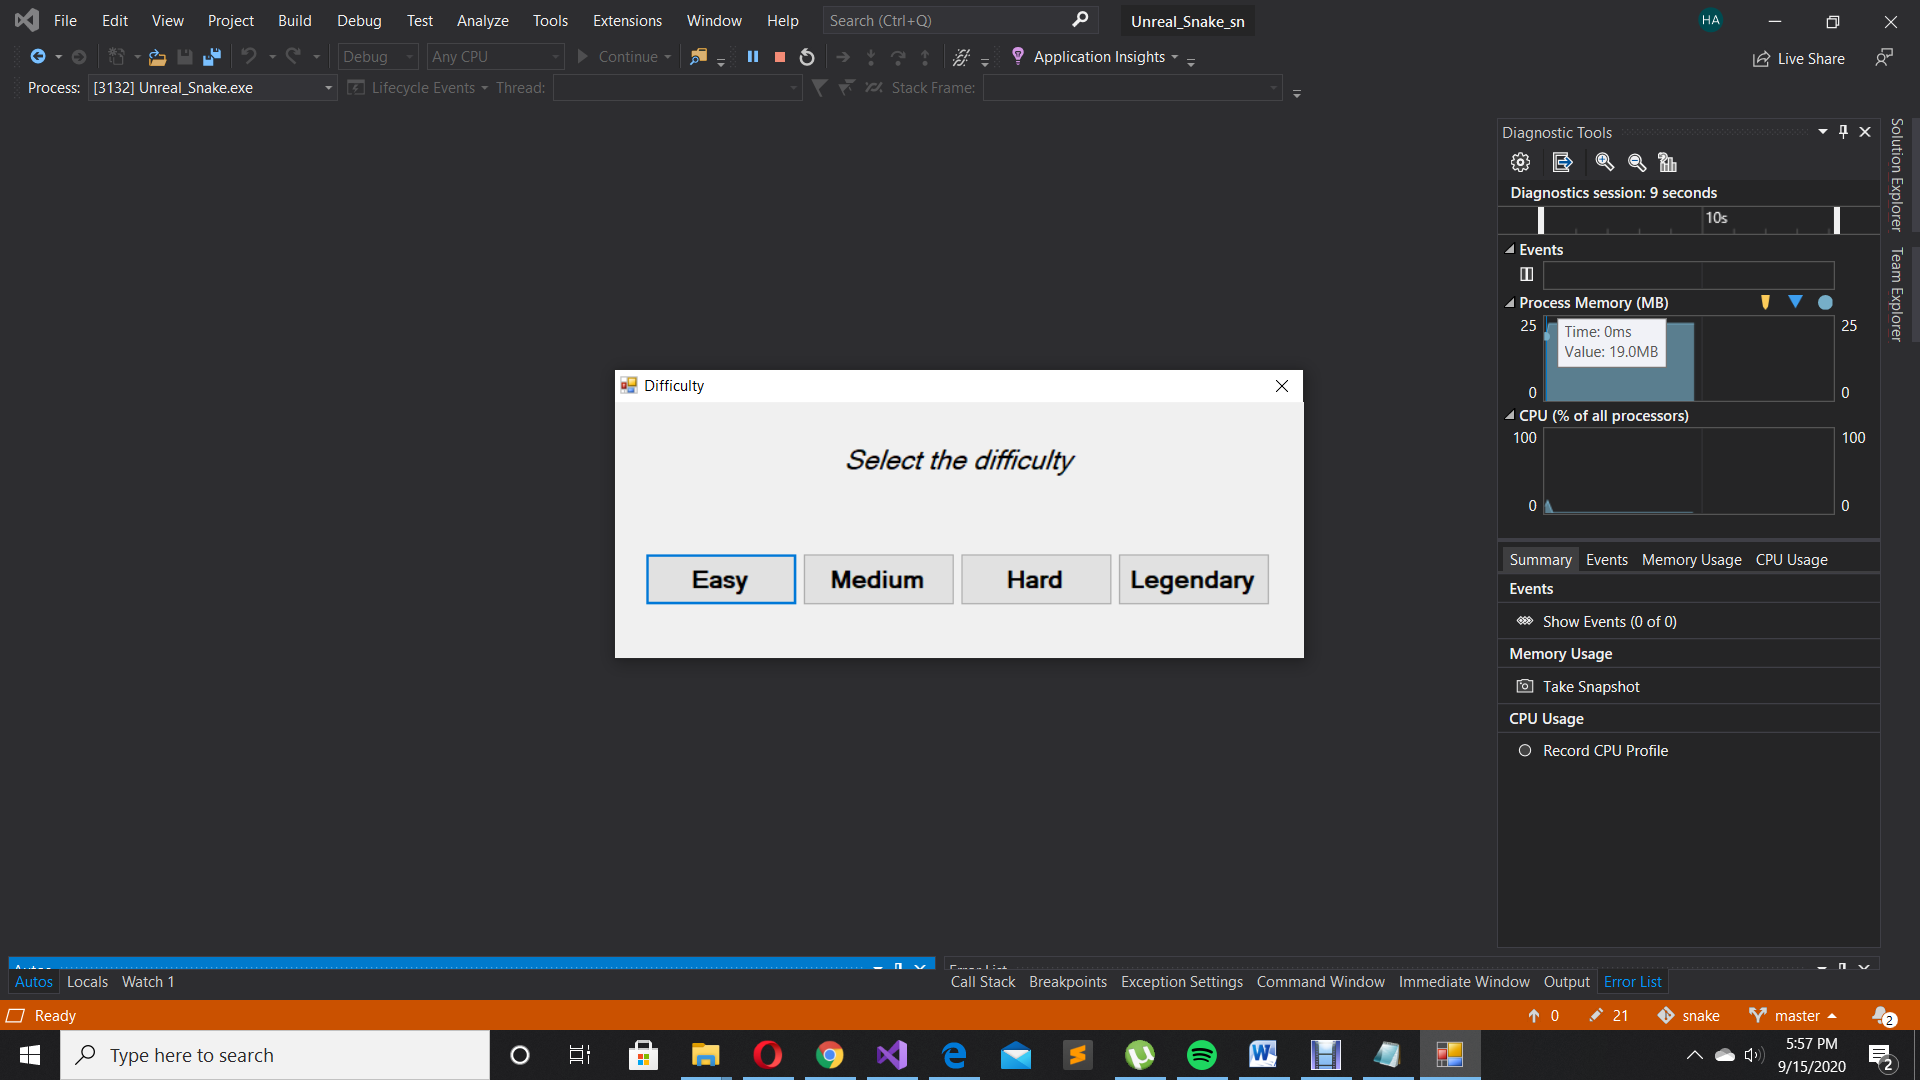 File Edit View Project Build Debug Test Analyze Tools Extensions Window Help Search (Ctrl+Q) Unreal_Snake_sn HA
Debug Any CPU Continue Application Insights Live Share
Process: [3132] Unreal_Snake.exe Lifecycle Events Thread: Stack Frame:
Diagnostic Tools
Diagnostics session: 9 seconds
10s
Events
Process Memory (MB)
25 25
Time: 0ms
Value: 19.0MB
0 0
CPU (% of all processors)
100 100
0 0
Summary Events Memory Usage CPU Usage
Events
Show Events (0 of 0)
Memory Usage
Take Snapshot
CPU Usage
Record CPU Profile
Solution Explorer
Team Explorer
Difficulty
Select the difficulty
Easy Medium Hard Legendary
Autos Error List
Autos Locals Watch 1 Call Stack Breakpoints Exception Settings Command Window Immediate Window Output Error List
Ready 0 21 snake master 2
Type here to search
5:57 PM
9/15/2020
2